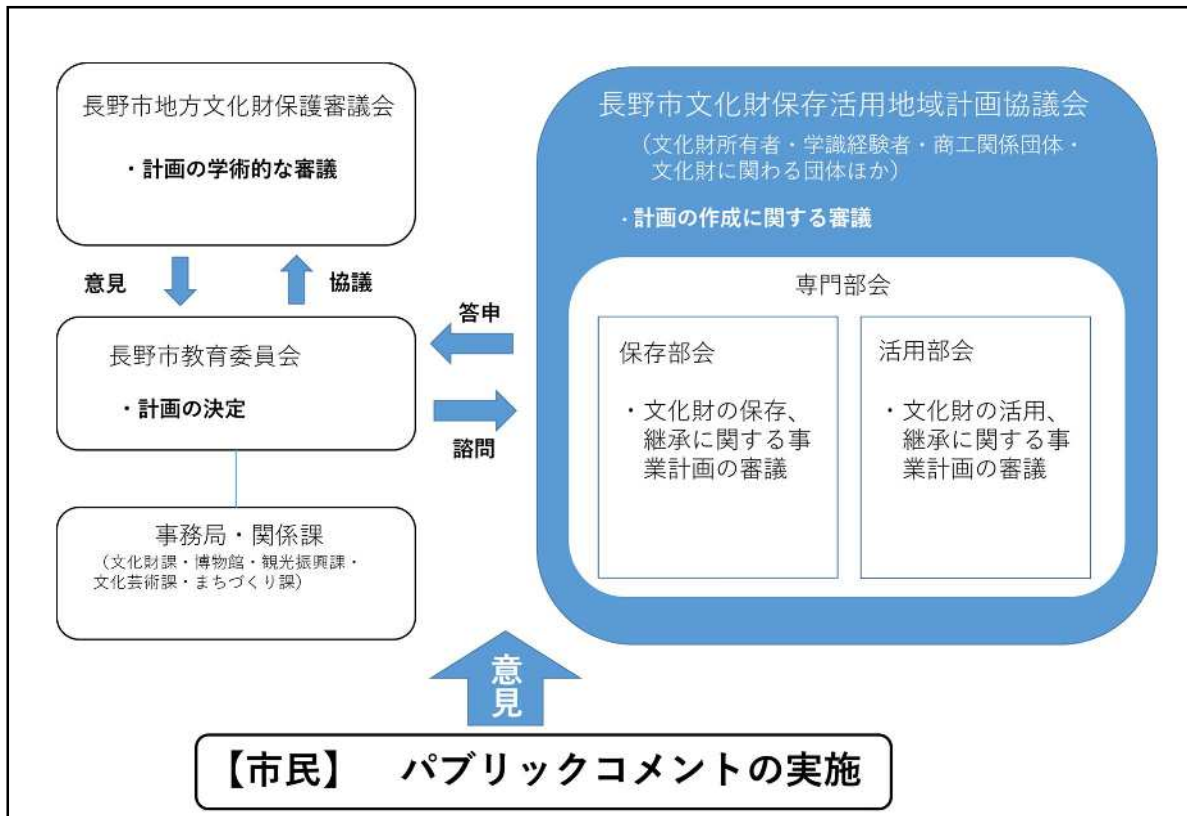 長野市地方文化財保護審議会
・計画の学術的な審議
意見
協議
長野市教育委員会
・計画の決定
事務局・関係課
（文化財課・博物館・観光振興課・
文化芸術課・まちづくり課）
答申
諮問
長野市文化財保存活用地域計画協議会
（文化財所有者・学識経験者・商工関係団体・
文化財に関わる団体ほか）
・計画の作成に関する審議
専門部会
保存部会
・文化財の保存、
継承に関する事
業計画の審議
活用部会
・文化財の活用、
継承に関する事
業計画の審議
意見
【市民】　パブリックコメントの実施